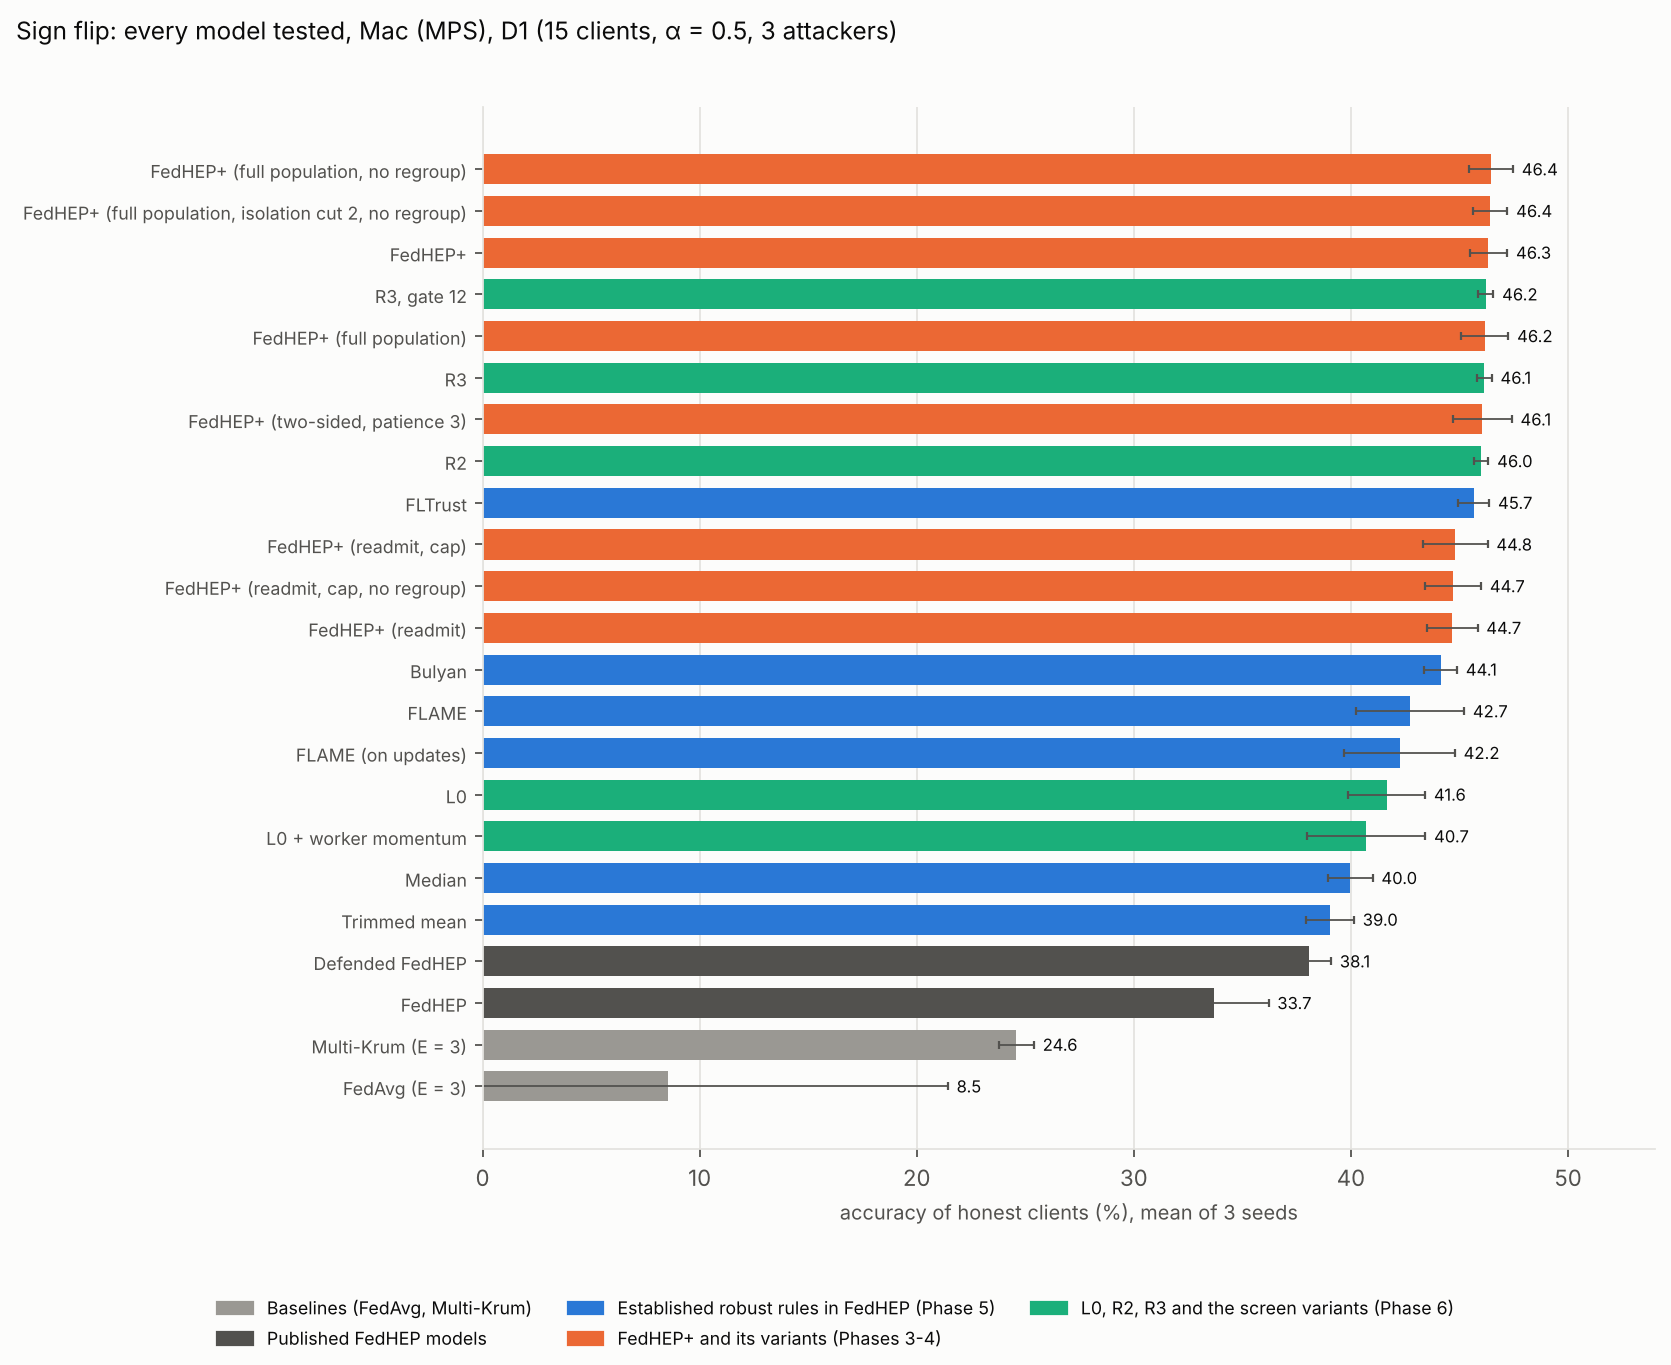 Sign flip: every model tested, Mac (MPS), D1 (15 clients, α = 0.5, 3 attackers)
FedHEP+ (full population, no regroup) 46.4
FedHEP+ (full population, isolation cut 2, no regroup) 46.4
FedHEP+ 46.3
R3, gate 12 46.2
FedHEP+ (full population) 46.2
R3 46.1
FedHEP+ (two-sided, patience 3) 46.1
R2 46.0
FLTrust 45.7
FedHEP+ (readmit, cap) 44.8
FedHEP+ (readmit, cap, no regroup) 44.7
FedHEP+ (readmit) 44.7
Bulyan 44.1
FLAME 42.7
FLAME (on updates) 42.2
L0 41.6
L0 + worker momentum 40.7
Median 40.0
Trimmed mean 39.0
Defended FedHEP 38.1
FedHEP 33.7
Multi-Krum (E = 3) 24.6
FedAvg (E = 3) 8.5
0 10 20 30 40 50
accuracy of honest clients (%), mean of 3 seeds
Baselines (FedAvg, Multi-Krum) Established robust rules in FedHEP (Phase 5) L0, R2, R3 and the screen variants (Phase 6)
Published FedHEP models FedHEP+ and its variants (Phases 3-4)